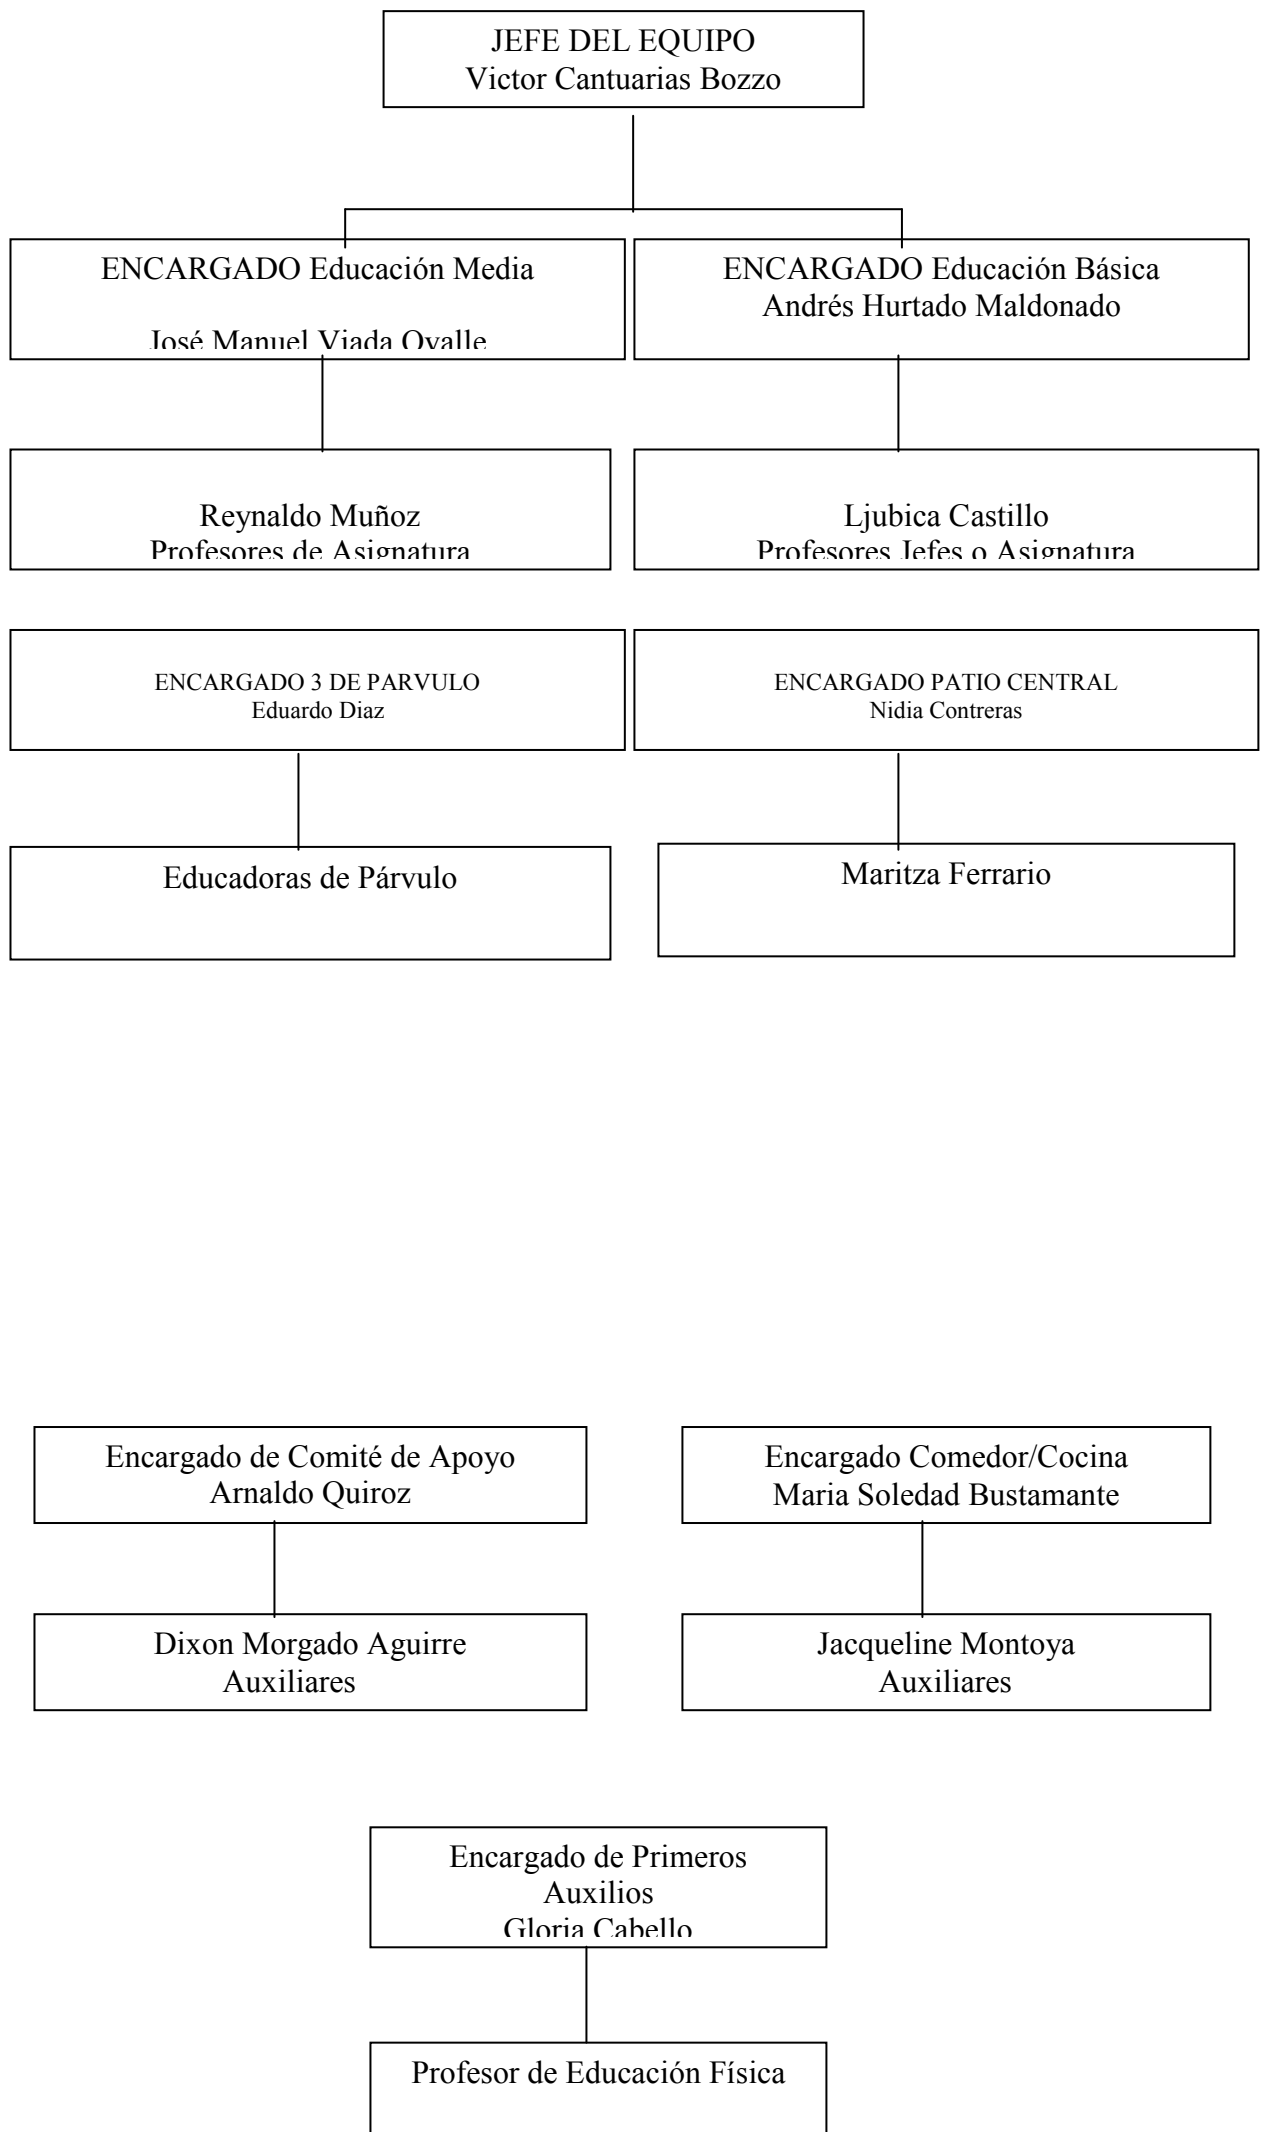 JEFE DEL EQUIPO
Victor Cantuarias Bozzo
ENCARGADO Educación Media
José Manuel Viada Ovalle
ENCARGADO Educación Básica
Andrés Hurtado Maldonado
Reynaldo Muñoz
Profesores de Asignatura
Ljubica Castillo
Profesores Jefes o Asignatura
ENCARGADO 3 DE PARVULO
Eduardo Diaz
ENCARGADO PATIO CENTRAL
Nidia Contreras
Educadoras de Párvulo
Maritza Ferrario
Encargado de Comité de Apoyo
Arnaldo Quiroz
Encargado Comedor/Cocina
Maria Soledad Bustamante
Dixon Morgado Aguirre
Auxiliares
Jacqueline Montoya
Auxiliares
Encargado de Primeros
Auxilios
Gloria Cabello
Profesor de Educación Física